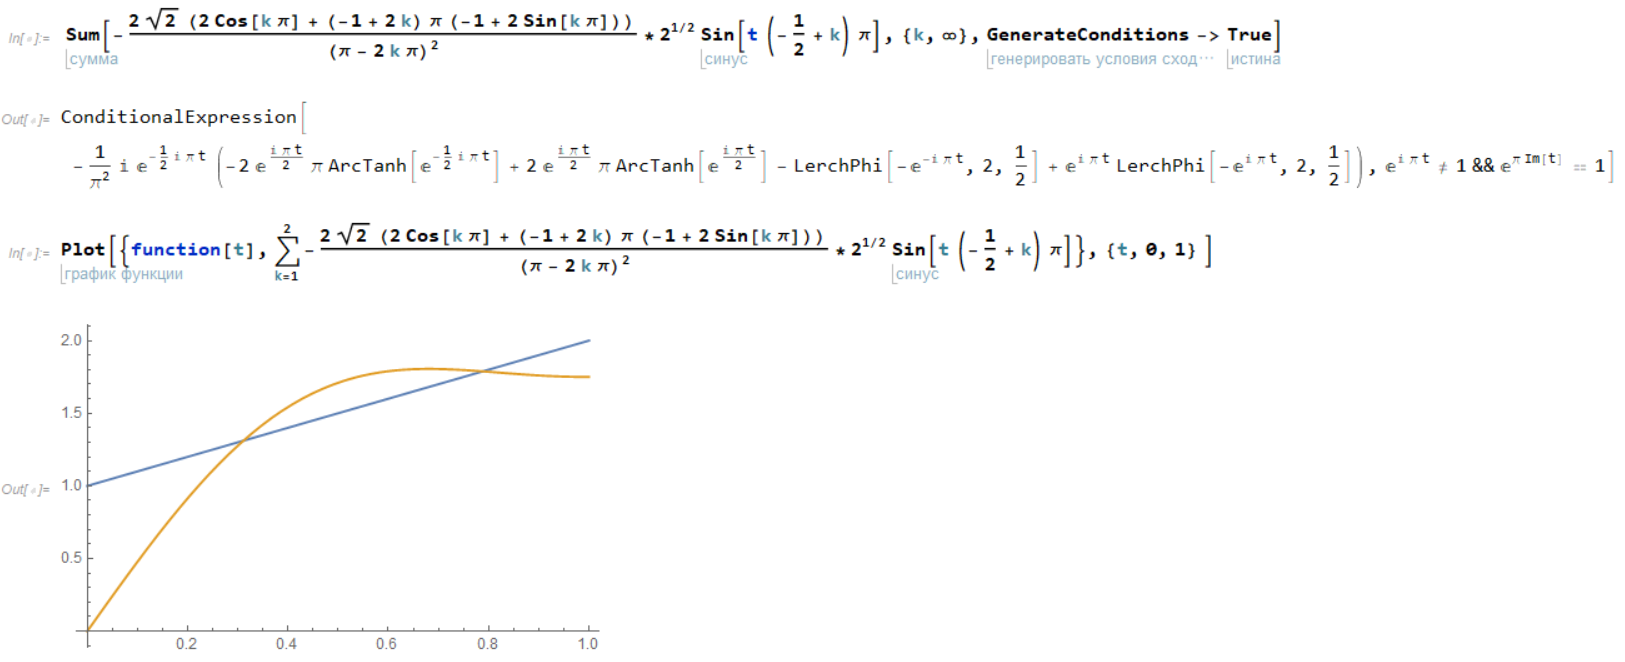 In[∘]:= Sum[-(2 √2 (2 Cos[k π] + (-1 + 2 k) π (-1 + 2 Sin[k π])))/(π - 2 k π)^2 * 2^(1/2) Sin[t (-1/2 + k) π], {k, ∞}, GenerateConditions -> True]
сумма синус генерировать условия сход⋯ истина
Out[∘]= ConditionalExpression[
-1/π^2 i e^(-1/2 i π t) (-2 e^(i π t/2) π ArcTanh[e^(-1/2 i π t)] + 2 e^(i π t/2) π ArcTanh[e^(i π t/2)] - LerchPhi[-e^(-i π t), 2, 1/2] + e^(i π t) LerchPhi[-e^(i π t), 2, 1/2]), e^(i π t) ≠ 1 && e^(π Im[t]) == 1]
In[∘]:= Plot[{function[t], ∑_(k=1)^2 -(2 √2 (2 Cos[k π] + (-1 + 2 k) π (-1 + 2 Sin[k π])))/(π - 2 k π)^2 * 2^(1/2) Sin[t (-1/2 + k) π]}, {t, 0, 1} ]
график функции синус
2.0
1.5
Out[∘]= 1.0
0.5
0.2 0.4 0.6 0.8 1.0